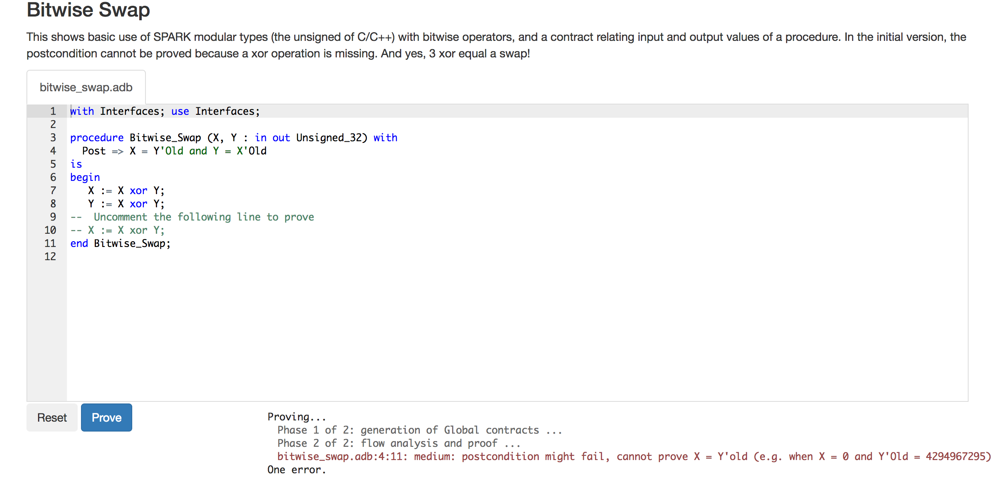 Bitwise Swap
This shows basic use of SPARK modular types (the unsigned of C/C++) with bitwise operators, and a contract relating input and output values of a procedure. In the initial version, the
postcondition cannot be proved because a xor operation is missing. And yes, 3 xor equal a swap!
bitwise_swap.adb
1 with Interfaces; use Interfaces;
2
3 procedure Bitwise_Swap (X, Y : in out Unsigned_32) with
4   Post => X = Y'Old and Y = X'Old
5 is
6 begin
7    X := X xor Y;
8    Y := X xor Y;
9 --  Uncomment the following line to prove
10 -- X := X xor Y;
11 end Bitwise_Swap;
12
Reset Prove
Proving...
Phase 1 of 2: generation of Global contracts ...
Phase 2 of 2: flow analysis and proof ...
bitwise_swap.adb:4:11: medium: postcondition might fail, cannot prove X = Y'old (e.g. when X = 0 and Y'Old = 4294967295)
One error.